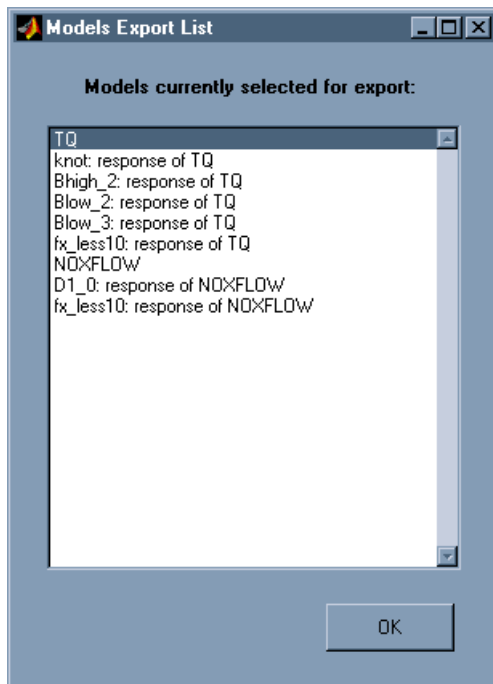 Models Export List
Models currently selected for export:
TQ
knot: response of TQ
Bhigh_2: response of TQ
Blow_2: response of TQ
Blow_3: response of TQ
fx_less10: response of TQ
NOXFLOW
D1_0: response of NOXFLOW
fx_less10: response of NOXFLOW
OK